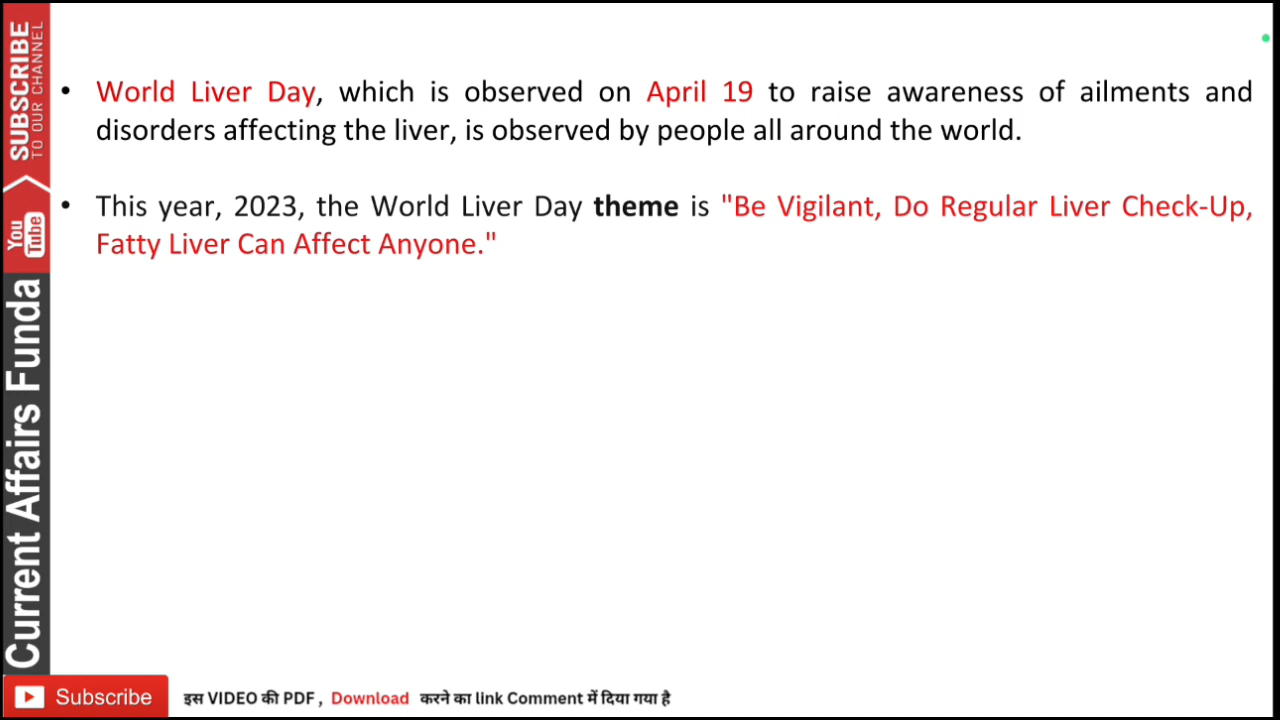 • World Liver Day, which is observed on April 19 to raise awareness of ailments and
disorders affecting the liver, is observed by people all around the world.
• This year, 2023, the World Liver Day theme is "Be Vigilant, Do Regular Liver Check-Up,
Fatty Liver Can Affect Anyone."
SUBSCRIBE
TO OUR CHANNEL
You
Tube
Current Affairs Funda
Subscribe
इस VIDEO की PDF , Download करने का link Comment में दिया गया है